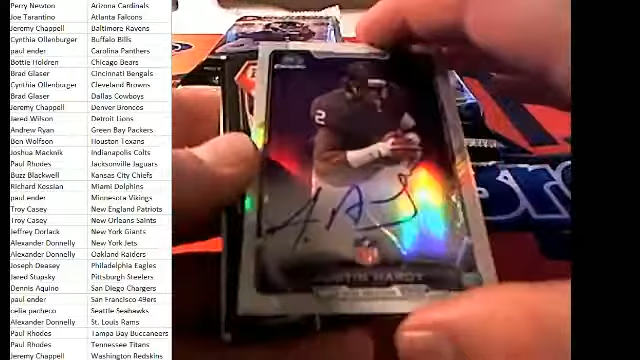 Perry Newton Arizona Cardinals
Joe Tarantino Atlanta Falcons
Jeremy Chappell Baltimore Ravens
Cynthia Ollenburger Buffalo Bills
paul ender Carolina Panthers
Bottie Holdren Chicago Bears
Brad Glaser Cincinnati Bengals
Cynthia Ollenburger Cleveland Browns
Brad Glaser Dallas Cowboys
Jeremy Chappell Denver Broncos
Jared Wilson Detroit Lions
Andrew Ryan Green Bay Packers
Ben Wolfson Houston Texans
Joshua Macknik Indianapolis Colts
Paul Rhodes Jacksonville Jaguars
Buzz Blackwell Kansas City Chiefs
Richard Kossian Miami Dolphins
paul ender Minnesota Vikings
Troy Casey New England Patriots
Troy Casey New Orleans Saints
Jeffrey Dorlack New York Giants
Alexander Donnelly New York Jets
Alexander Donnelly Oakland Raiders
Joseph Deasey Philadelphia Eagles
Jared Stupsky Pittsburgh Steelers
Dennis Aquino San Diego Chargers
paul ender San Francisco 49ers
celia pacheco Seattle Seahawks
Alexander Donnelly St. Louis Rams
Paul Rhodes Tampa Bay Buccaneers
Paul Rhodes Tennessee Titans
Jeremy Chappell Washington Redskins
2
HARDY